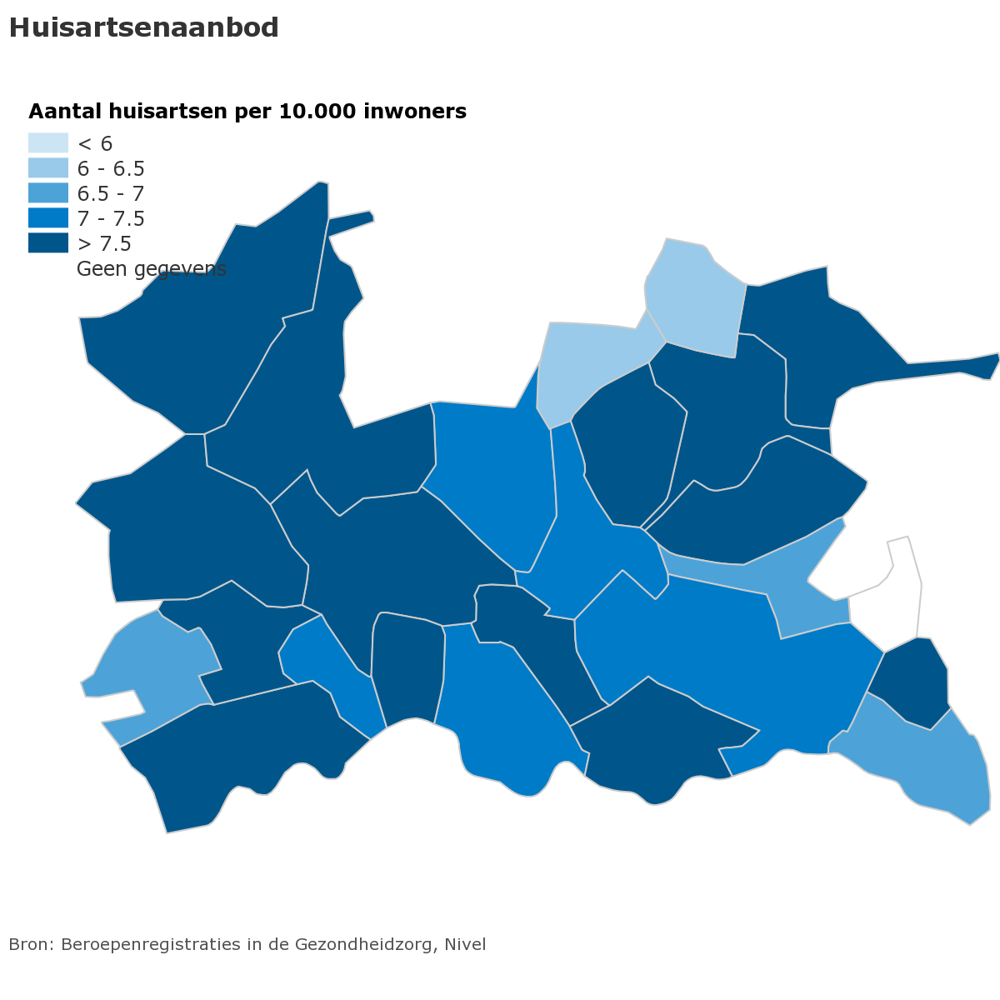 Huisartsenaanbod
Aantal huisartsen per 10.000 inwoners
< 6
6 - 6.5
6.5 - 7
7 - 7.5
> 7.5
Geen gegevens
Bron: Beroepenregistraties in de Gezondheidzorg, Nivel